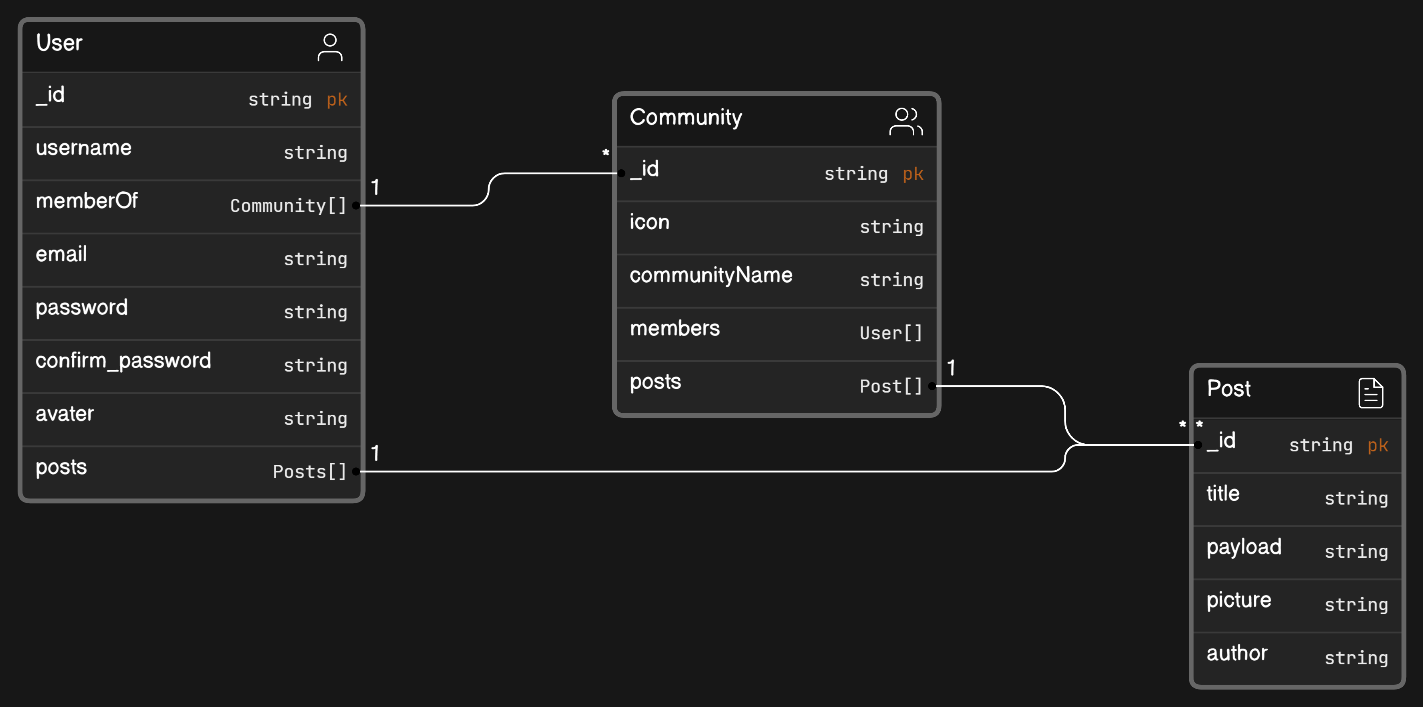 User
_id string pk
username string
memberOf Community[]
email string
password string
confirm_password string
avater string
posts Posts[]
1
1
*
Community
_id string pk
icon string
communityName string
members User[]
posts Post[]
1
* *
Post
_id string pk
title string
payload string
picture string
author string